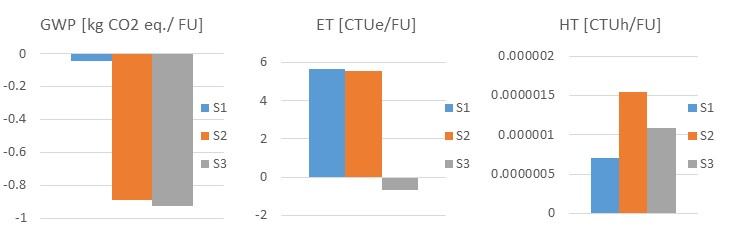 GWP [kg CO2 eq./ FU]
0
-0.2
-0.4
-0.6
-0.8
-1
S1
S2
S3
ET [CTUe/FU]
6
4
2
0
-2
S1
S2
S3
HT [CTUh/FU]
0.000002
0.0000015
0.000001
0.0000005
0
S1
S2
S3